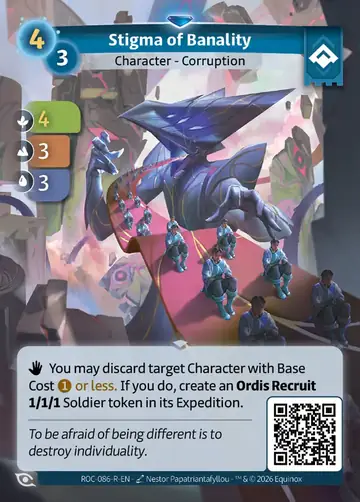 4
3
Stigma of Banality
Character - Corruption
4
3
3
You may discard target Character with Base
Cost 1 or less. If you do, create an Ordis Recruit
1/1/1 Soldier token in its Expedition.
To be afraid of being different is to
destroy individuality.
ROC-086-R-EN - Nestor Papatriantafyllou - ™ & © 2026 Equinox